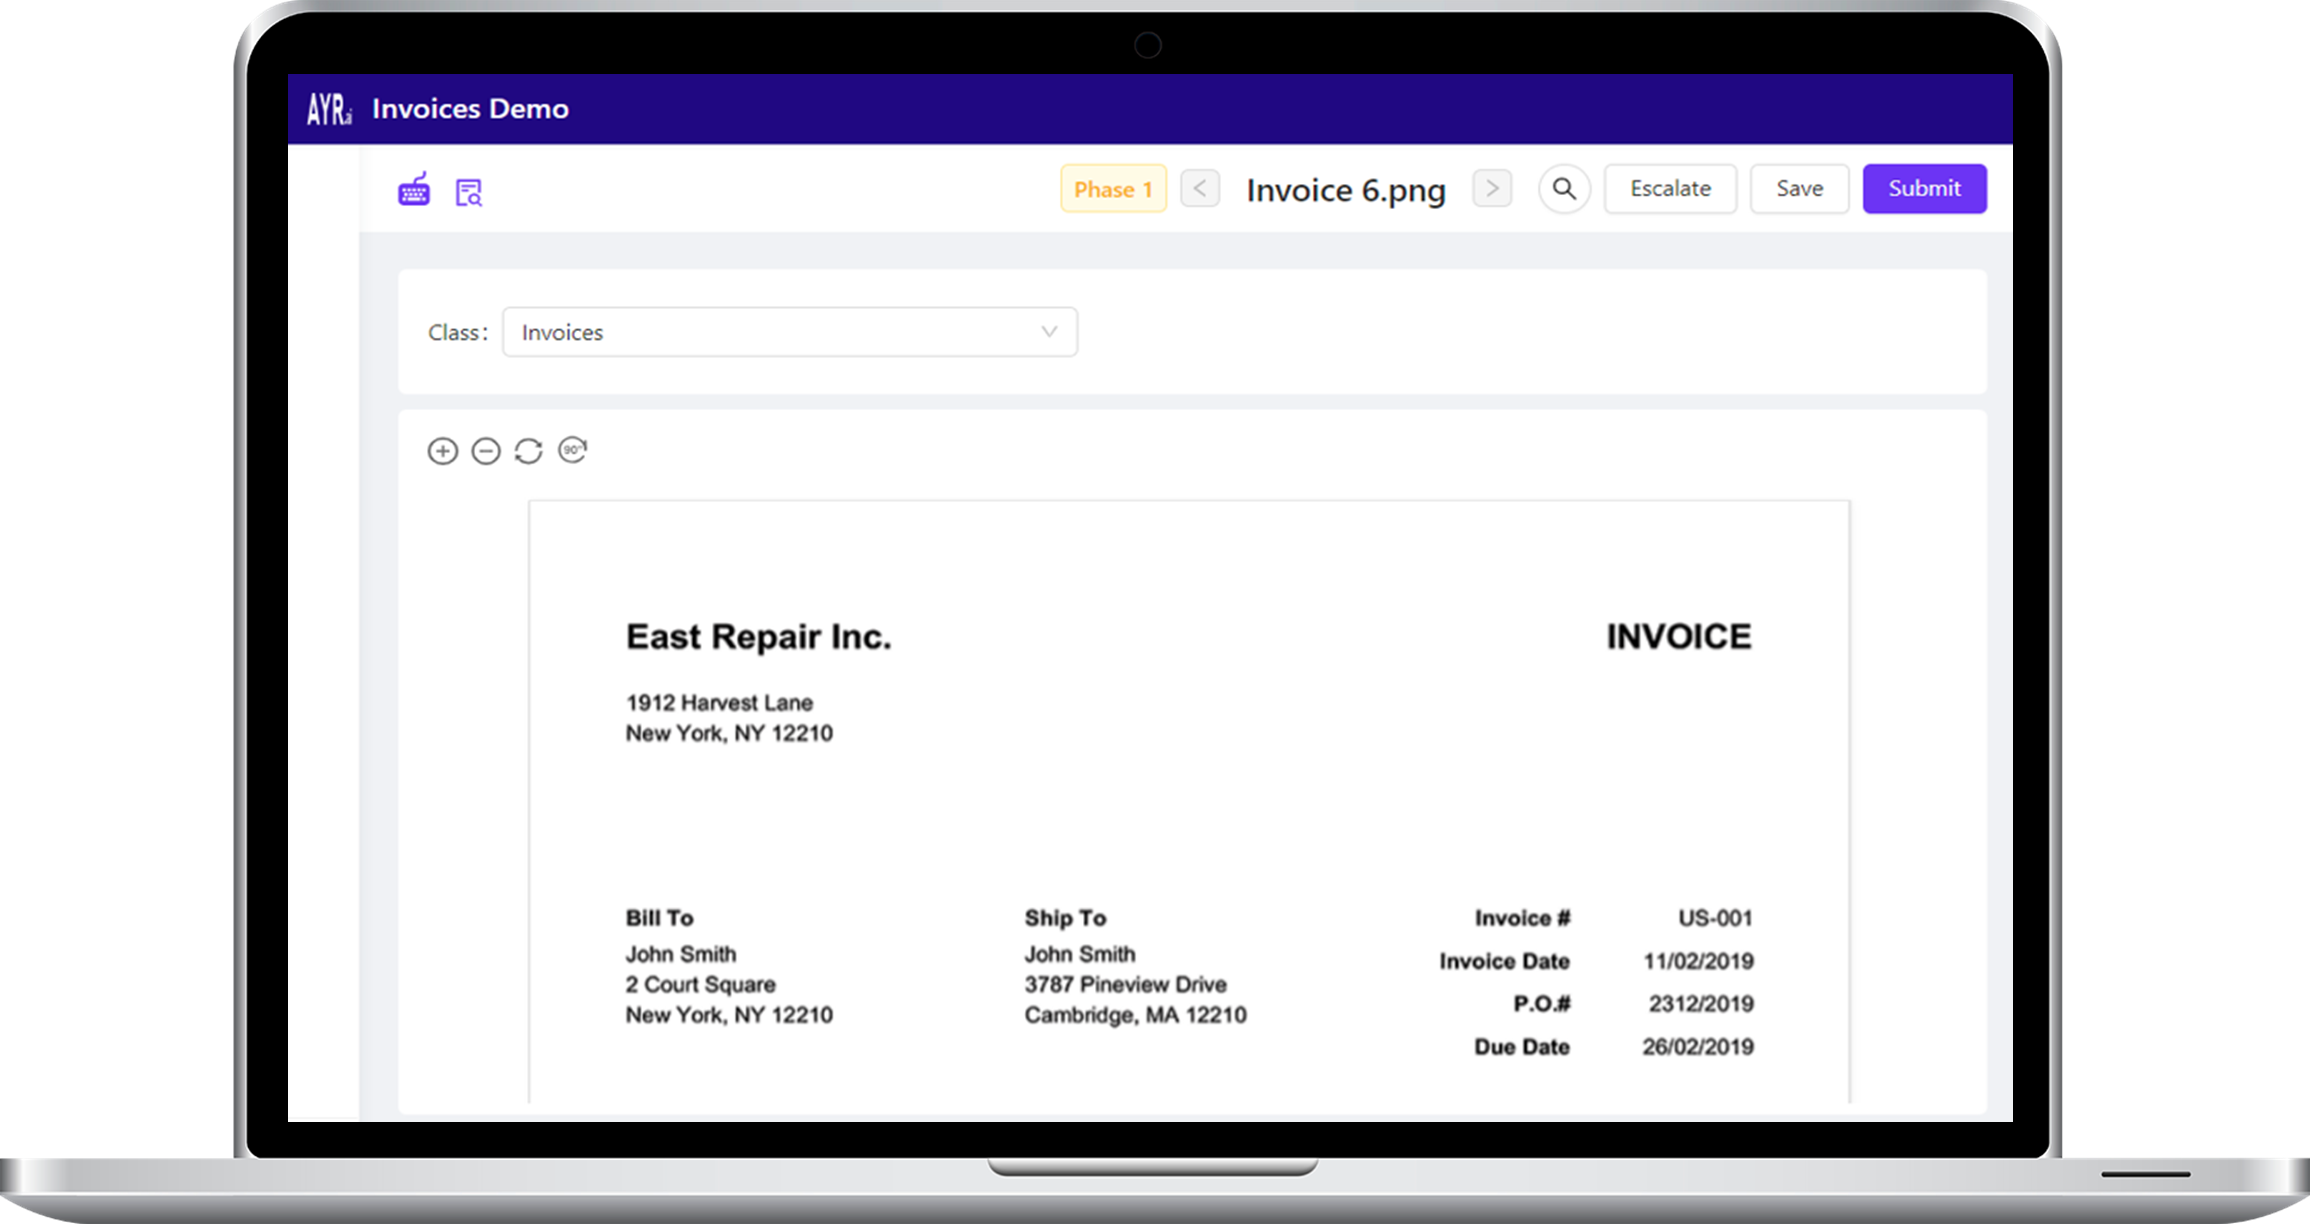 AYR.ai Invoices Demo
Phase 1 < Invoice 6.png > Escalate Save Submit
Class: Invoices
90°
East Repair Inc. INVOICE
1912 Harvest Lane
New York, NY 12210
Bill To Ship To Invoice # US-001
John Smith John Smith Invoice Date 11/02/2019
2 Court Square 3787 Pineview Drive P.O.# 2312/2019
New York, NY 12210 Cambridge, MA 12210 Due Date 26/02/2019